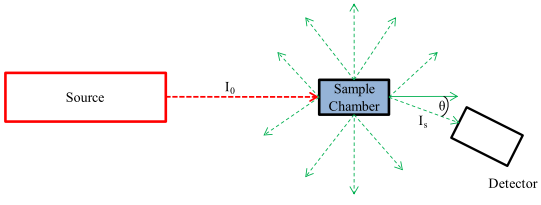 Source
I₀
Sample
Chamber
θ
Iₛ
Detector